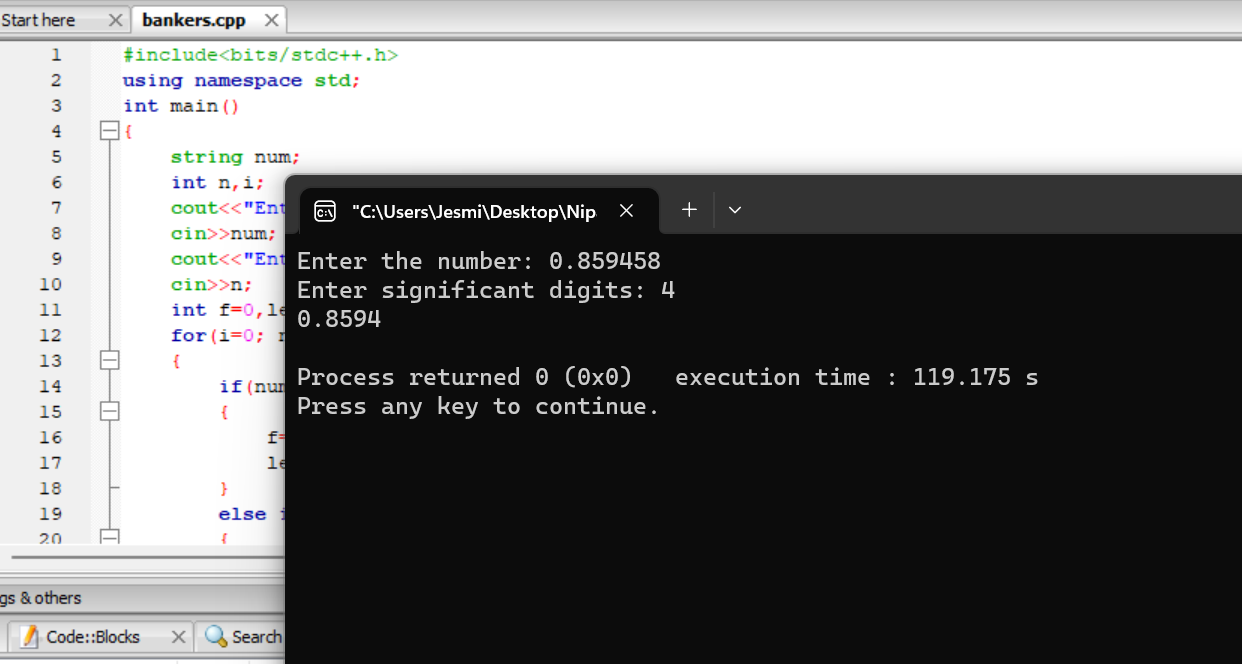 Start here bankers.cpp
1 #include<bits/stdc++.h>
2 using namespace std;
3 int main()
4 {
5 string num;
6 int n,i;
7 cout<<"Ent
8 cin>>num;
9 cout<<"Ent
10 cin>>n;
11 int f=0,le
12 for(i=0;
13 {
14 if(num
15 {
16 f=
17 le
18 }
19 else i
20 {
gs & others
Code::Blocks Search
"C:\Users\Jesmi\Desktop\Nip
Enter the number: 0.859458
Enter significant digits: 4
0.8594
Process returned 0 (0x0) execution time : 119.175 s
Press any key to continue.